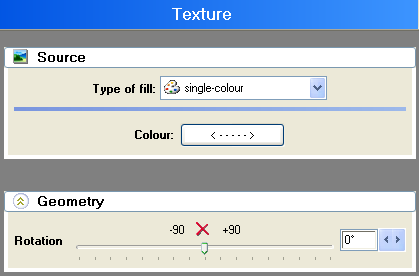 Texture
Source
Type of fill: single-colour
Colour: <----->
Geometry
-90 +90
Rotation 0°